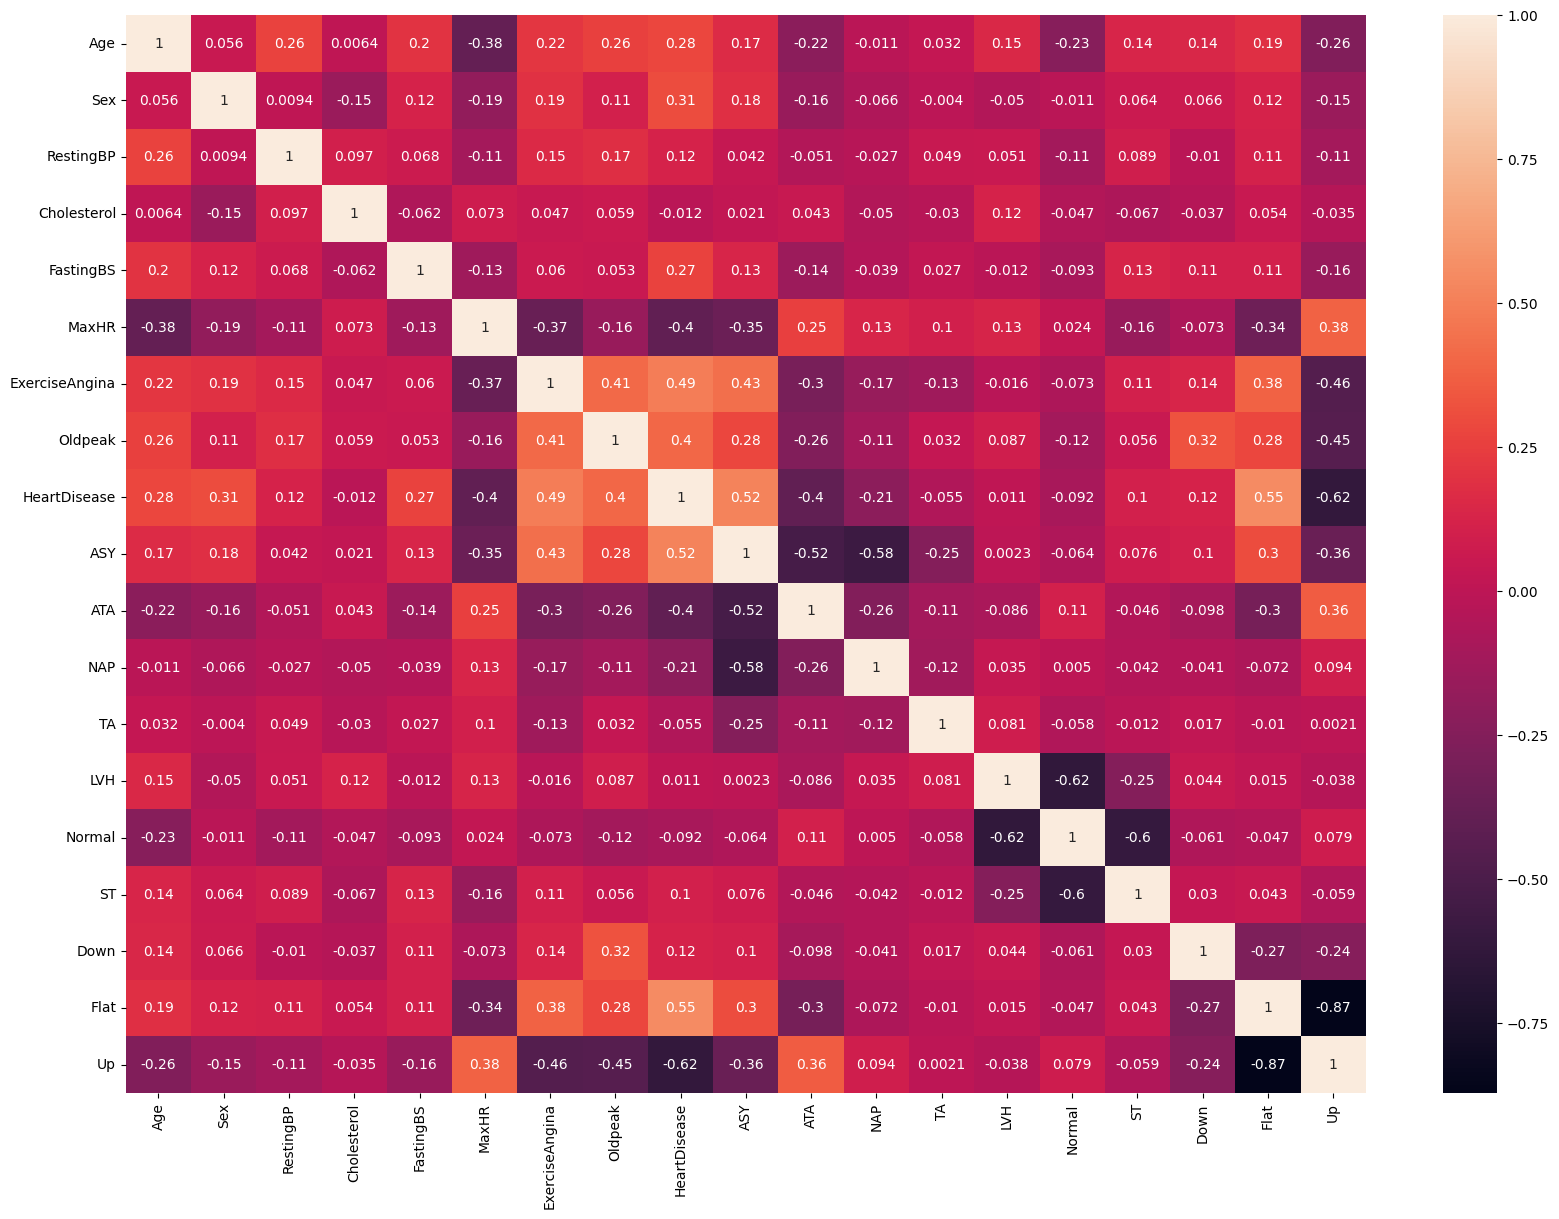 Age 1 0.056 0.26 0.0064 0.2 -0.38 0.22 0.26 0.28 0.17 -0.22 -0.011 0.032 0.15 -0.23 0.14 0.14 0.19 -0.26
Sex 0.056 1 0.0094 -0.15 0.12 -0.19 0.19 0.11 0.31 0.18 -0.16 -0.066 -0.004 -0.05 -0.011 0.064 0.066 0.12 -0.15
RestingBP 0.26 0.0094 1 0.097 0.068 -0.11 0.15 0.17 0.12 0.042 -0.051 -0.027 0.049 0.051 -0.11 0.089 -0.01 0.11 -0.11
Cholesterol 0.0064 -0.15 0.097 1 -0.062 0.073 0.047 0.059 -0.012 0.021 0.043 -0.05 -0.03 0.12 -0.047 -0.067 -0.037 0.054 -0.035
FastingBS 0.2 0.12 0.068 -0.062 1 -0.13 0.06 0.053 0.27 0.13 -0.14 -0.039 0.027 -0.012 -0.093 0.13 0.11 0.11 -0.16
MaxHR -0.38 -0.19 -0.11 0.073 -0.13 1 -0.37 -0.16 -0.4 -0.35 0.25 0.13 0.1 0.13 0.024 -0.16 -0.073 -0.34 0.38
ExerciseAngina 0.22 0.19 0.15 0.047 0.06 -0.37 1 0.41 0.49 0.43 -0.3 -0.17 -0.13 -0.016 -0.073 0.11 0.14 0.38 -0.46
Oldpeak 0.26 0.11 0.17 0.059 0.053 -0.16 0.41 1 0.4 0.28 -0.26 -0.11 0.032 0.087 -0.12 0.056 0.32 0.28 -0.45
HeartDisease 0.28 0.31 0.12 -0.012 0.27 -0.4 0.49 0.4 1 0.52 -0.4 -0.21 -0.055 0.011 -0.092 0.1 0.12 0.55 -0.62
ASY 0.17 0.18 0.042 0.021 0.13 -0.35 0.43 0.28 0.52 1 -0.52 -0.58 -0.25 0.0023 -0.064 0.076 0.1 0.3 -0.36
ATA -0.22 -0.16 -0.051 0.043 -0.14 0.25 -0.3 -0.26 -0.4 -0.52 1 -0.26 -0.11 -0.086 0.11 -0.046 -0.098 -0.3 0.36
NAP -0.011 -0.066 -0.027 -0.05 -0.039 0.13 -0.17 -0.11 -0.21 -0.58 -0.26 1 -0.12 0.035 0.005 -0.042 -0.041 -0.072 0.094
TA 0.032 -0.004 0.049 -0.03 0.027 0.1 -0.13 0.032 -0.055 -0.25 -0.11 -0.12 1 0.081 -0.058 -0.012 0.017 -0.01 0.0021
LVH 0.15 -0.05 0.051 0.12 -0.012 0.13 -0.016 0.087 0.011 0.0023 -0.086 0.035 0.081 1 -0.62 -0.25 0.044 0.015 -0.038
Normal -0.23 -0.011 -0.11 -0.047 -0.093 0.024 -0.073 -0.12 -0.092 -0.064 0.11 0.005 -0.058 -0.62 1 -0.6 -0.061 -0.047 0.079
ST 0.14 0.064 0.089 -0.067 0.13 -0.16 0.11 0.056 0.1 0.076 -0.046 -0.042 -0.012 -0.25 -0.6 1 0.03 0.043 -0.059
Down 0.14 0.066 -0.01 -0.037 0.11 -0.073 0.14 0.32 0.12 0.1 -0.098 -0.041 0.017 0.044 -0.061 0.03 1 -0.27 -0.24
Flat 0.19 0.12 0.11 0.054 0.11 -0.34 0.38 0.28 0.55 0.3 -0.3 -0.072 -0.01 0.015 -0.047 0.043 -0.27 1 -0.87
Up -0.26 -0.15 -0.11 -0.035 -0.16 0.38 -0.46 -0.45 -0.62 -0.36 0.36 0.094 0.0021 -0.038 0.079 -0.059 -0.24 -0.87 1
Age Sex RestingBP Cholesterol FastingBS MaxHR ExerciseAngina Oldpeak HeartDisease ASY ATA NAP TA LVH Normal ST Down Flat Up
1.00
0.75
0.50
0.25
0.00
−0.25
−0.50
−0.75